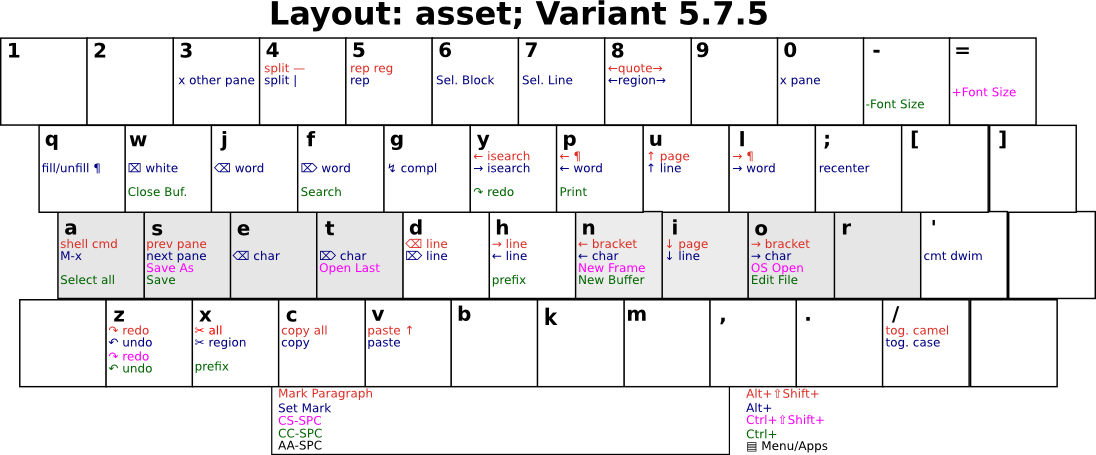 Layout: asset; Variant 5.7.5
1 2 3 4 5 6 7 8 9 0 - =
split — rep reg ←quote→
x other pane split | rep Sel. Block Sel. Line ←region→ x pane
-Font Size +Font Size
q w j f g y p u l ; [ ]
← isearch ← ¶ ↑ page → ¶
fill/unfill ¶ ⌧ white ⌫ word ⌦ word ↯ compl → isearch ← word ↑ line → word recenter
Close Buf. Search ↷ redo Print
a s e t d h n i o r '
shell cmd prev pane ⌫ line → line ← bracket ↓ page → bracket
M-x next pane ⌫ char ⌦ char ⌦ line ← line ← char ↓ line → char cmt dwim
Save As Open Last New Frame OS Open
Select all Save prefix New Buffer Edit File
z x c v b k m , . /
↷ redo ✂ all copy all paste ↑ tog. camel
↶ undo ✂ region copy paste tog. case
↷ redo
↶ undo prefix
Mark Paragraph Alt+⇧Shift+
Set Mark Alt+
CS-SPC Ctrl+⇧Shift+
CC-SPC Ctrl+
AA-SPC ▤ Menu/Apps